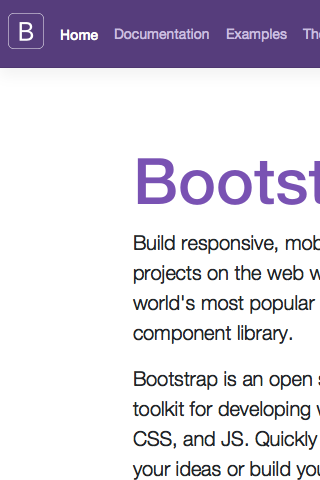 B Home Documentation Examples
Bootst
Build responsive, mob
projects on the web w
world's most popular
component library.
Bootstrap is an open
toolkit for developing
CSS, and JS. Quickly
your ideas or build you